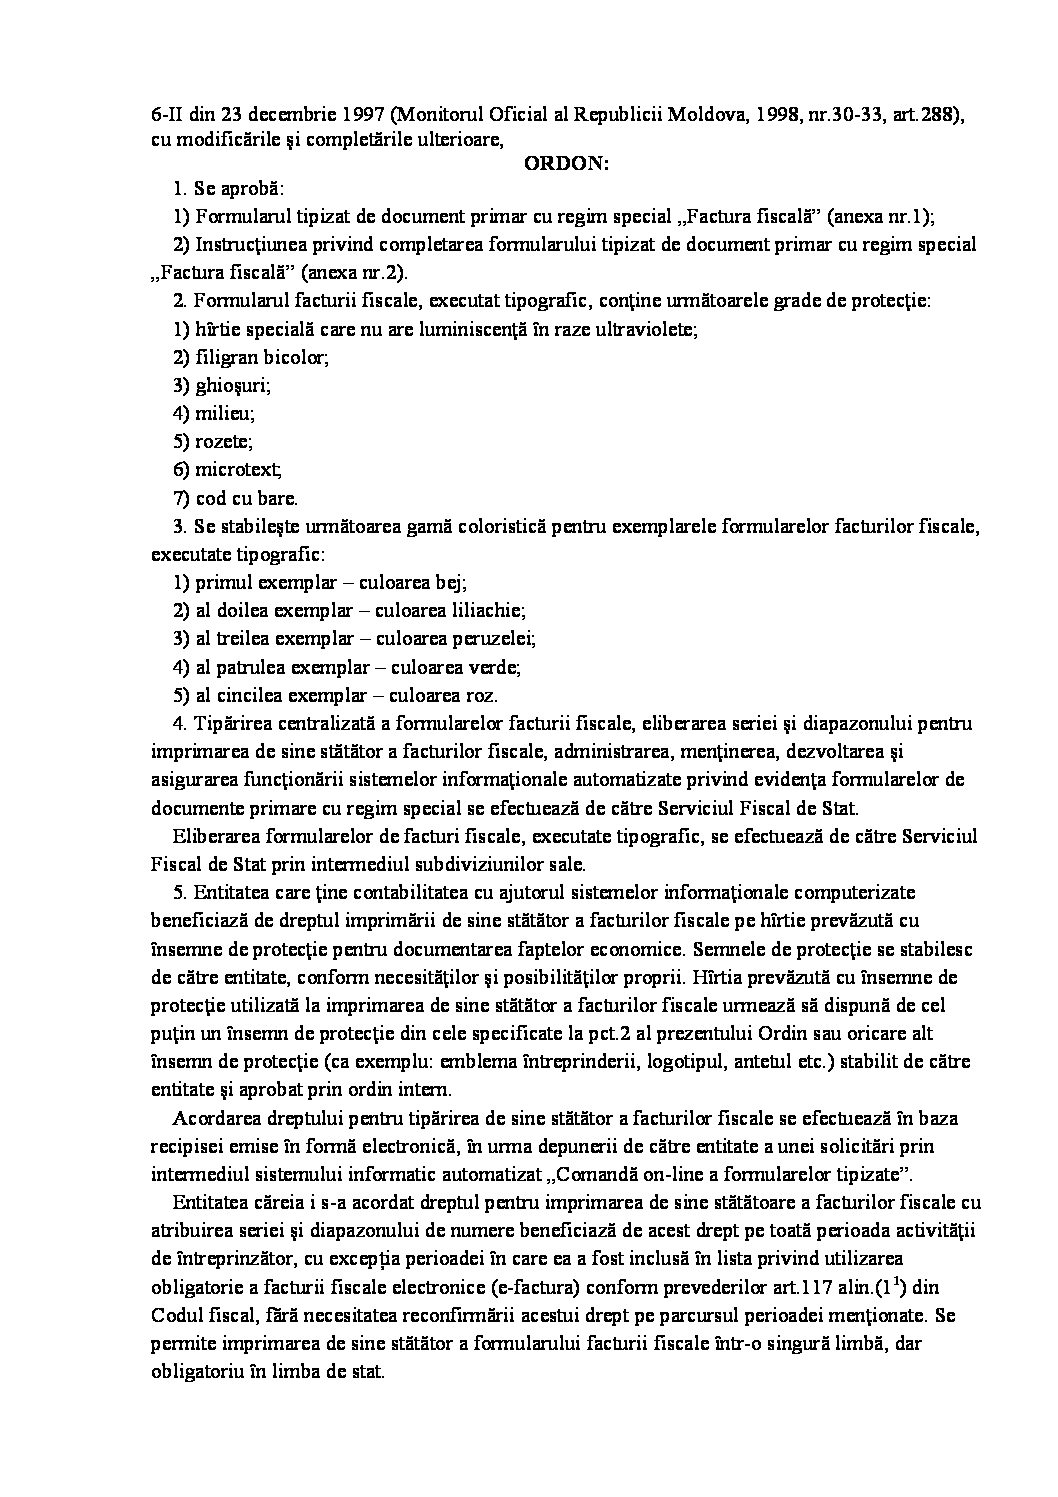 6-II din 23 decembrie 1997 (Monitorul Oficial al Republicii Moldova, 1998, nr.30-33, art.288),
cu modificările şi completările ulterioare,
ORDON:
1. Se aprobă:
1) Formularul tipizat de document primar cu regim special „Factura fiscală” (anexa nr.1);
2) Instrucţiunea privind completarea formularului tipizat de document primar cu regim special
„Factura fiscală” (anexa nr.2).
2. Formularul facturii fiscale, executat tipografic, conţine următoarele grade de protecţie:
1) hîrtie specială care nu are luminiscenţă în raze ultraviolete;
2) filigran bicolor;
3) ghioşuri;
4) milieu;
5) rozete;
6) microtext;
7) cod cu bare.
3. Se stabileşte următoarea gamă coloristică pentru exemplarele formularelor facturilor fiscale,
executate tipografic:
1) primul exemplar – culoarea bej;
2) al doilea exemplar – culoarea liliachie;
3) al treilea exemplar – culoarea peruzelei;
4) al patrulea exemplar – culoarea verde;
5) al cincilea exemplar – culoarea roz.
4. Tipărirea centralizată a formularelor facturii fiscale, eliberarea seriei şi diapazonului pentru
imprimarea de sine stătător a facturilor fiscale, administrarea, menţinerea, dezvoltarea şi
asigurarea funcţionării sistemelor informaţionale automatizate privind evidenţa formularelor de
documente primare cu regim special se efectuează de către Serviciul Fiscal de Stat.
Eliberarea formularelor de facturi fiscale, executate tipografic, se efectuează de către Serviciul
Fiscal de Stat prin intermediul subdiviziunilor sale.
5. Entitatea care ţine contabilitatea cu ajutorul sistemelor informaţionale computerizate
beneficiază de dreptul imprimării de sine stătător a facturilor fiscale pe hîrtie prevăzută cu
însemne de protecţie pentru documentarea faptelor economice. Semnele de protecţie se stabilesc
de către entitate, conform necesităţilor şi posibilităţilor proprii. Hîrtia prevăzută cu însemne de
protecţie utilizată la imprimarea de sine stătător a facturilor fiscale urmează să dispună de cel
puţin un însemn de protecţie din cele specificate la pct.2 al prezentului Ordin sau oricare alt
însemn de protecţie (ca exemplu: emblema întreprinderii, logotipul, antetul etc.) stabilit de către
entitate şi aprobat prin ordin intern.
Acordarea dreptului pentru tipărirea de sine stătător a facturilor fiscale se efectuează în baza
recipisei emise în formă electronică, în urma depunerii de către entitate a unei solicitări prin
intermediul sistemului informatic automatizat „Comandă on-line a formularelor tipizate”.
Entitatea căreia i s-a acordat dreptul pentru imprimarea de sine stătătoare a facturilor fiscale cu
atribuirea seriei şi diapazonului de numere beneficiază de acest drept pe toată perioada activităţii
de întreprinzător, cu excepția perioadei în care ea a fost inclusă în lista privind utilizarea
obligatorie a facturii fiscale electronice (e-factura) conform prevederilor art.117 alin.(1¹) din
Codul fiscal, fără necesitatea reconfirmării acestui drept pe parcursul perioadei menţionate. Se
permite imprimarea de sine stătător a formularului facturii fiscale într-o singură limbă, dar
obligatoriu în limba de stat.